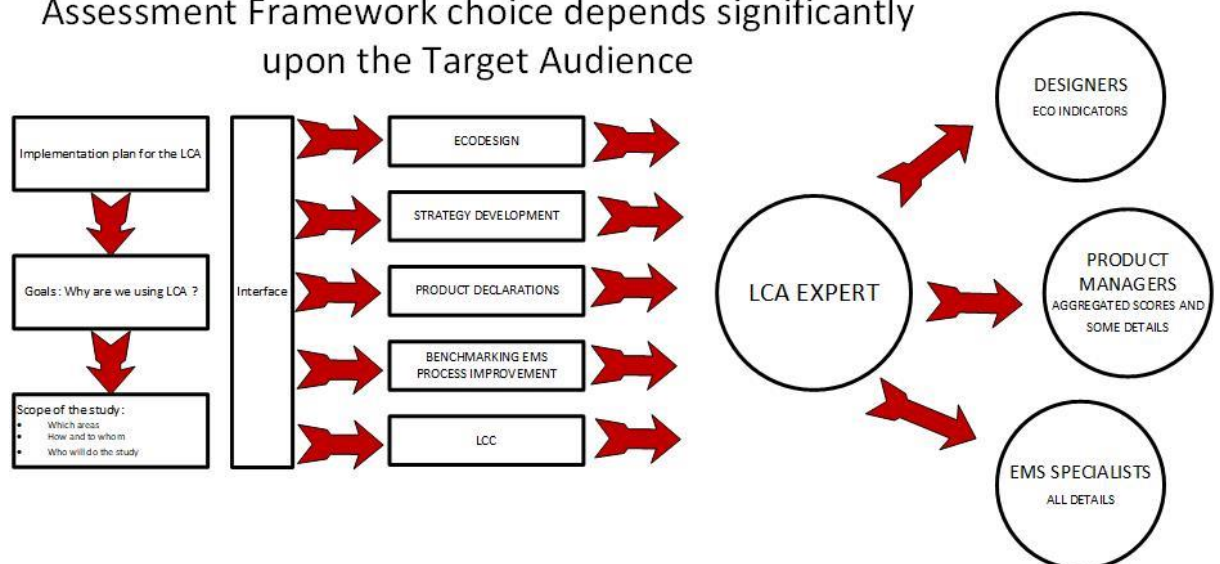 Assessment Framework choice depends significantly
upon the Target Audience
Implementation plan for the LCA
Goals: Why are we using LCA ?
Scope of the study:
• Which areas
• How and to whom
• Who will do the study
Interface
ECODESIGN
STRATEGY DEVELOPMENT
PRODUCT DECLARATIONS
BENCHMARKING EMS
PROCESS IMPROVEMENT
LCC
LCA EXPERT
DESIGNERS
ECO INDICATORS
PRODUCT
MANAGERS
AGGREGATED SCORES AND
SOME DETAILS
EMS SPECIALISTS
ALL DETAILS